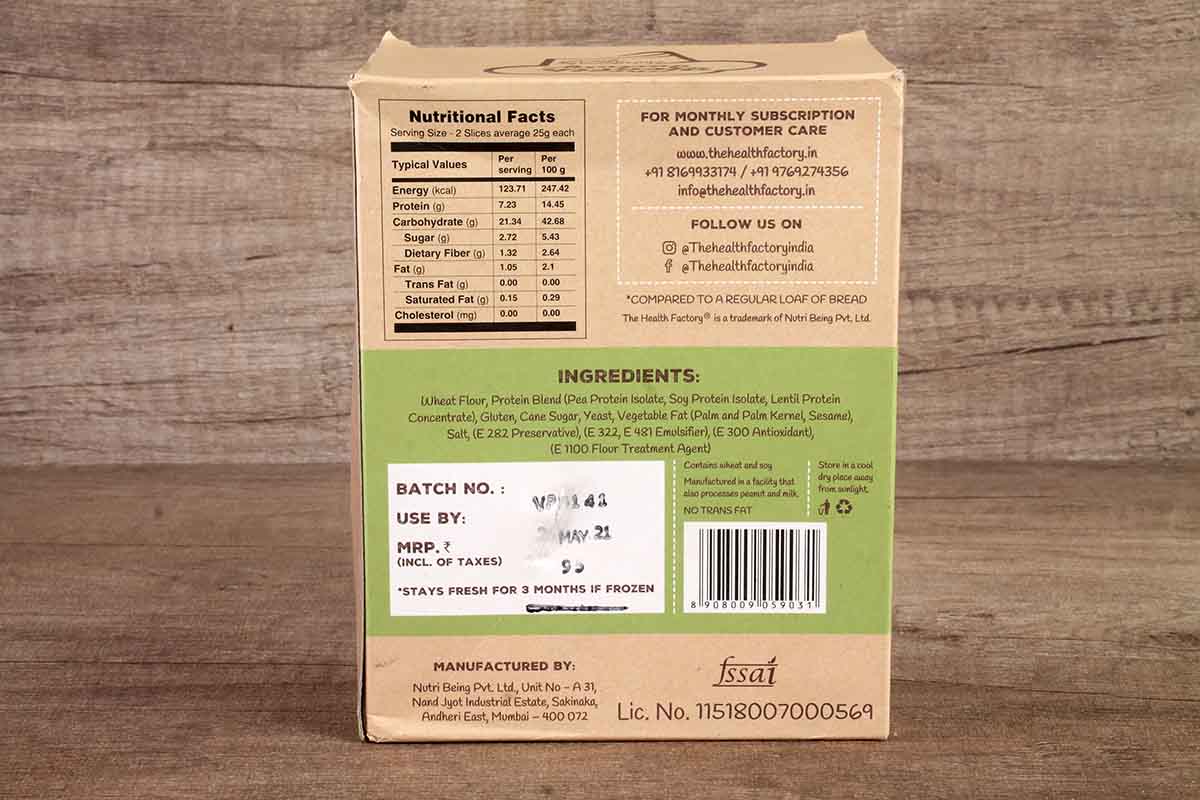 Nutritional Facts
Serving Size - 2 Slices average 25g each
Typical Values Per serving Per 100 g
Energy (kcal) 123.71 247.42
Protein (g) 7.23 14.45
Carbohydrate (g) 21.34 42.68
Sugar (g) 2.72 5.43
Dietary Fiber (g) 1.32 2.64
Fat (g) 1.05 2.1
Trans Fat (g) 0.00 0.00
Saturated Fat (g) 0.15 0.29
Cholesterol (mg) 0.00 0.00
FOR MONTHLY SUBSCRIPTION
AND CUSTOMER CARE
www.thehealthfactory.in
+91 8169933174 / +91 9769274356
info@thehealthfactory.in
FOLLOW US ON
@Thehealthfactoryindia
@Thehealthfactoryindia
*COMPARED TO A REGULAR LOAF OF BREAD
The Health Factory® is a trademark of Nutri Being Pvt. Ltd.
INGREDIENTS:
Wheat Flour, Protein Blend (Pea Protein Isolate, Soy Protein Isolate, Lentil Protein
Concentrate), Gluten, Cane Sugar, Yeast, Vegetable Fat (Palm and Palm Kernel, Sesame),
Salt, (E 282 Preservative), (E 322, E 481 Emulsifier), (E 300 Antioxidant),
(E 1100 Flour Treatment Agent)
BATCH NO. :
USE BY: MAY 21
MRP. ₹
(INCL. OF TAXES)
*STAYS FRESH FOR 3 MONTHS IF FROZEN
Contains wheat and soy
Manufactured in a facility that
also processes peanut and milk.
NO TRANS FAT
Store in a cool
dry place away
from sunlight.
8 908009 059031
MANUFACTURED BY:
Nutri Being Pvt. Ltd., Unit No - A 31,
Nand Jyot Industrial Estate, Sakinaka,
Andheri East, Mumbai - 400 072
fssai
Lic. No. 11518007000569